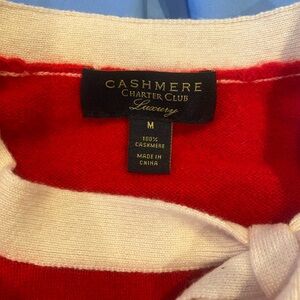 CASHMERE
CHARTER CLUB
Luxury
M
100%
CASHMERE
MADE IN
CHINA